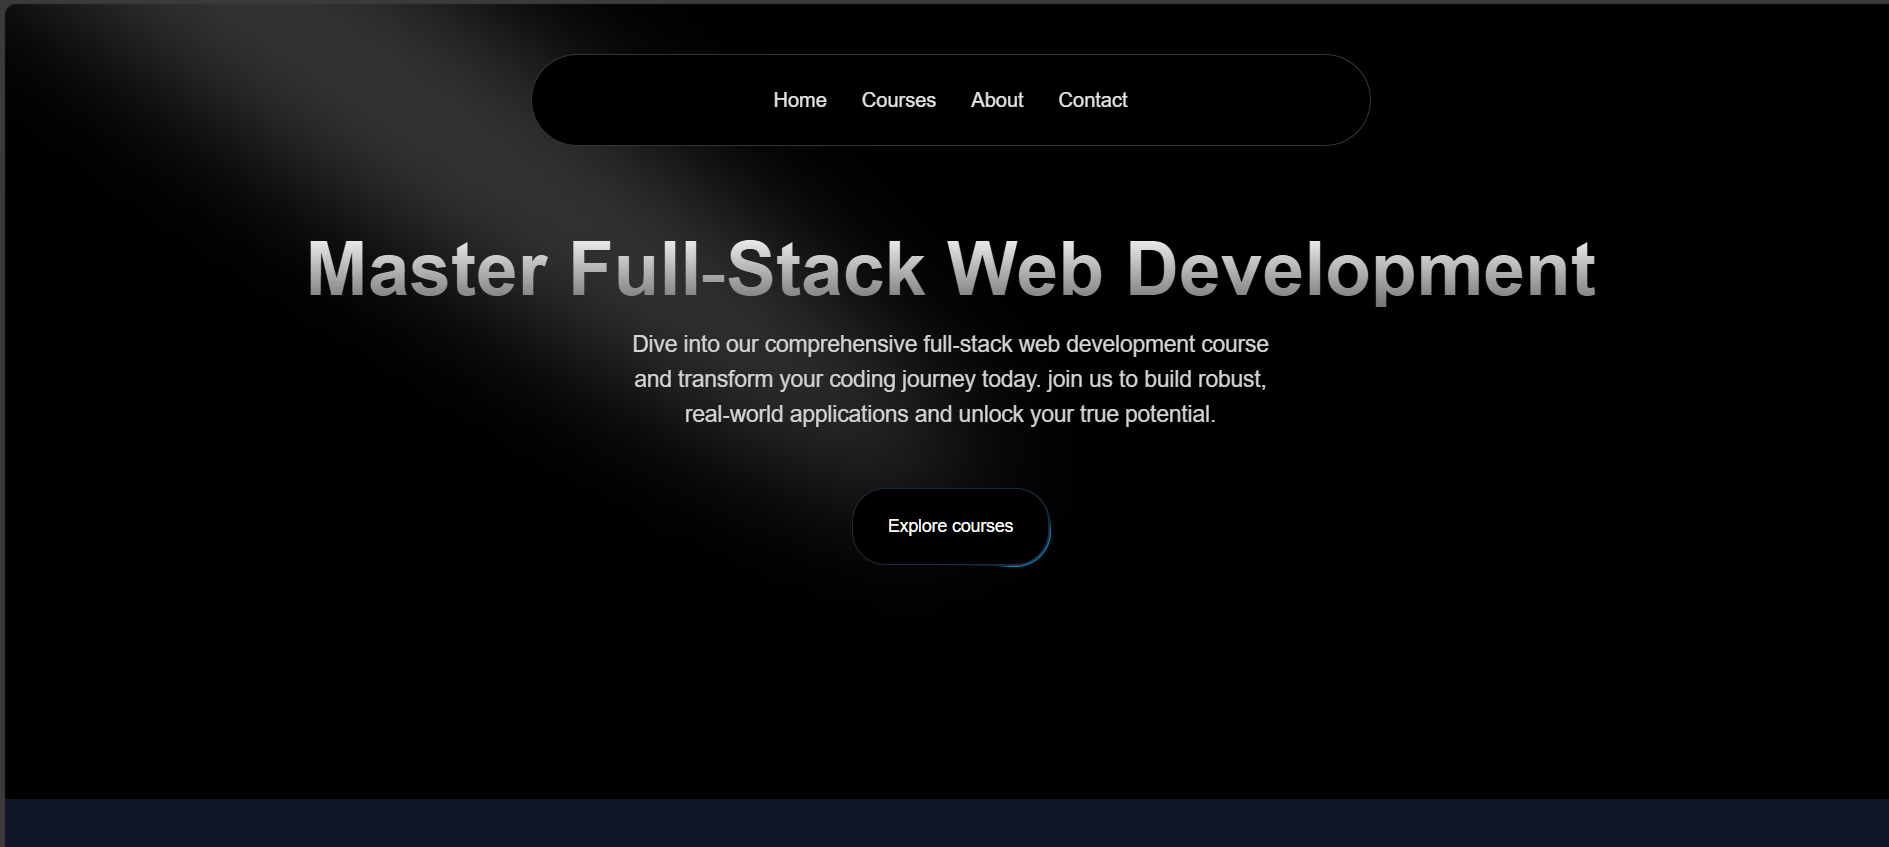 Home Courses About Contact
Master Full-Stack Web Development
Dive into our comprehensive full-stack web development course
and transform your coding journey today. join us to build robust,
real-world applications and unlock your true potential.
Explore courses